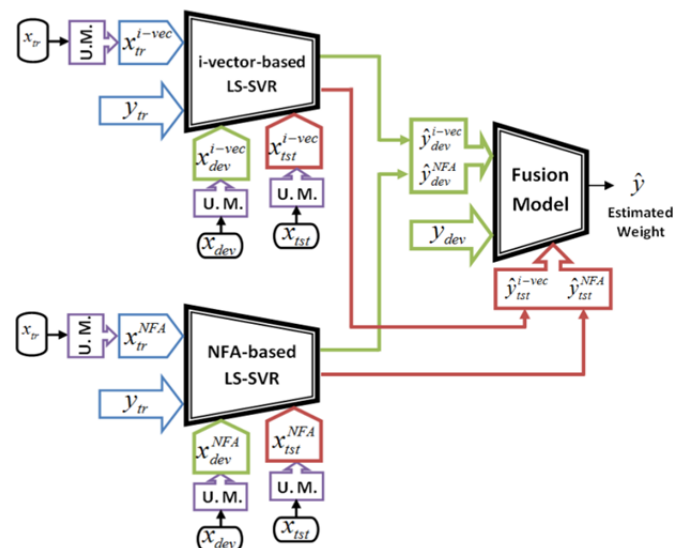 x_tr
U.M.
x_tr^{i-vec}
y_tr
i-vector-based
LS-SVR
x_dev^{i-vec}
x_tst^{i-vec}
U.M.
U.M.
x_dev
x_tst
ŷ_dev^{i-vec}
ŷ_dev^{NFA}
y_dev
Fusion
Model
ŷ
Estimated
Weight
ŷ_tst^{i-vec} ŷ_tst^{NFA}
x_tr
U.M.
x_tr^{NFA}
y_tr
NFA-based
LS-SVR
x_dev^{NFA}
x_tst^{NFA}
U.M.
U.M.
x_dev
x_tst